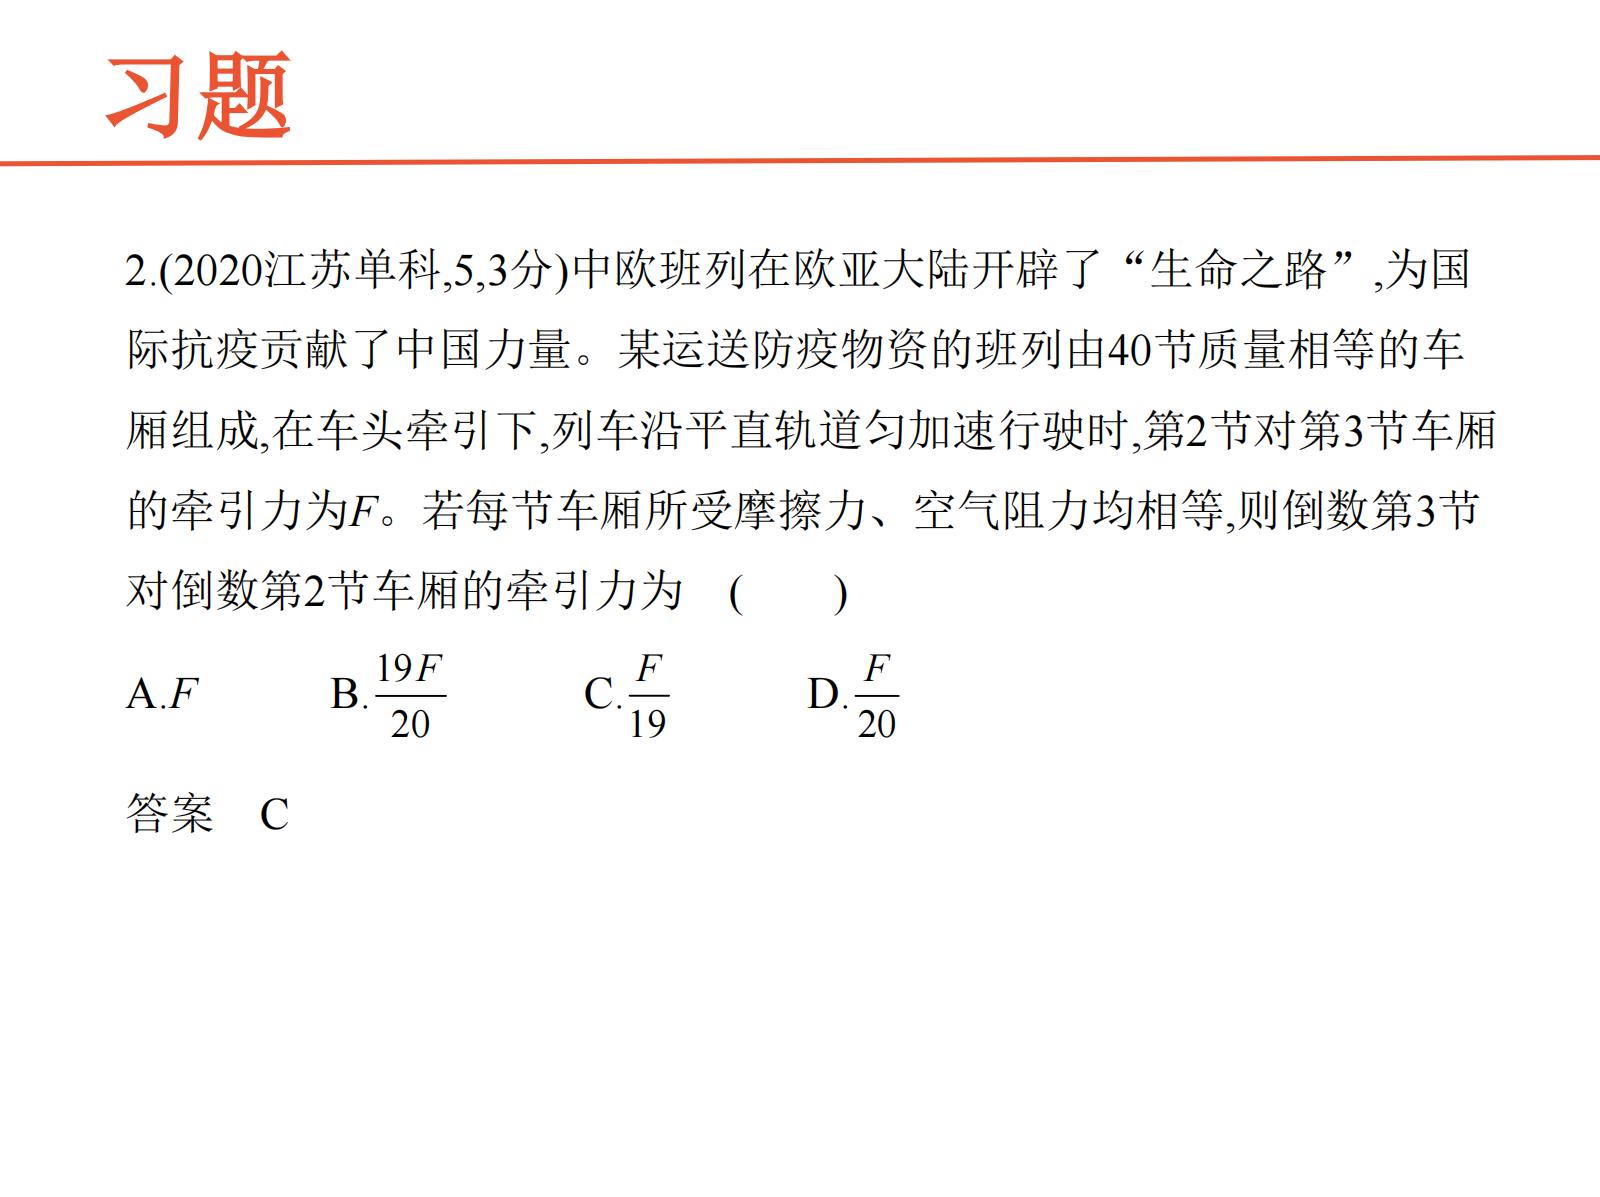 习题
2.(2020江苏单科,5,3分)中欧班列在欧亚大陆开辟了“生命之路”,为国
际抗疫贡献了中国力量。某运送防疫物资的班列由40节质量相等的车
厢组成,在车头牵引下,列车沿平直轨道匀加速行驶时,第2节对第3节车厢
的牵引力为F。若每节车厢所受摩擦力、空气阻力均相等,则倒数第3节
对倒数第2节车厢的牵引力为　(　　)
A.F　　B.19F/20　　C.F/19　　D.F/20
答案　C